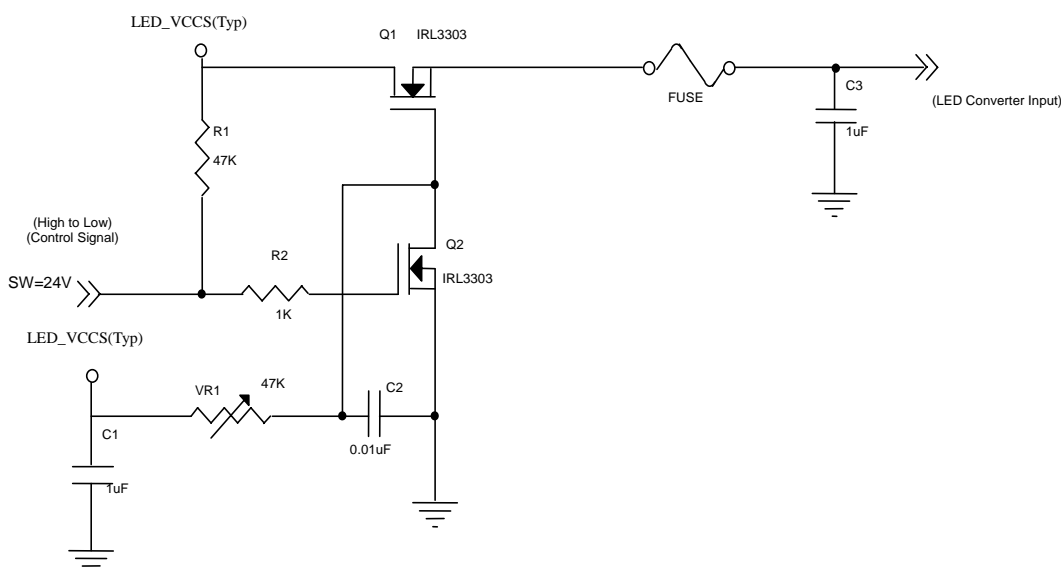 LED_VCCS(Typ)
Q1 IRL3303
FUSE
C3
1uF
(LED Converter Input)
R1
47K
(High to Low)
(Control Signal)
SW=24V
R2
1K
Q2
IRL3303
LED_VCCS(Typ)
C1
1uF
VR1
47K
C2
0.01uF